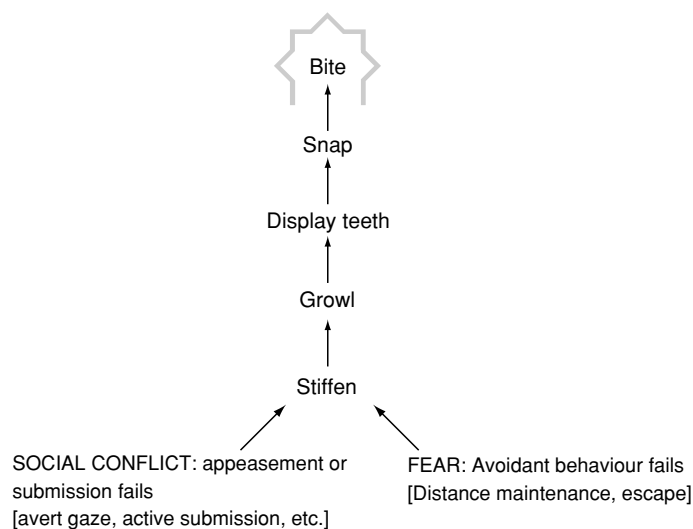 Bite
Snap
Display teeth
Growl
Stiffen
SOCIAL CONFLICT: appeasement or
submission fails
[avert gaze, active submission, etc.]
FEAR: Avoidant behaviour fails
[Distance maintenance, escape]